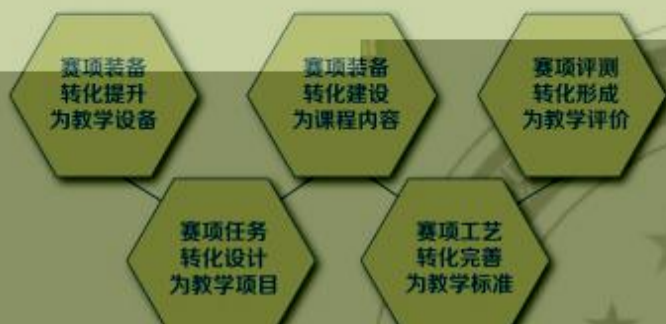 赛项装备
转化提升
为教学设备
赛项装备
转化建设
为课程内容
赛项评测
转化形成
为教学评价
赛项任务
转化设计
为教学项目
赛项工艺
转化完善
为教学标准